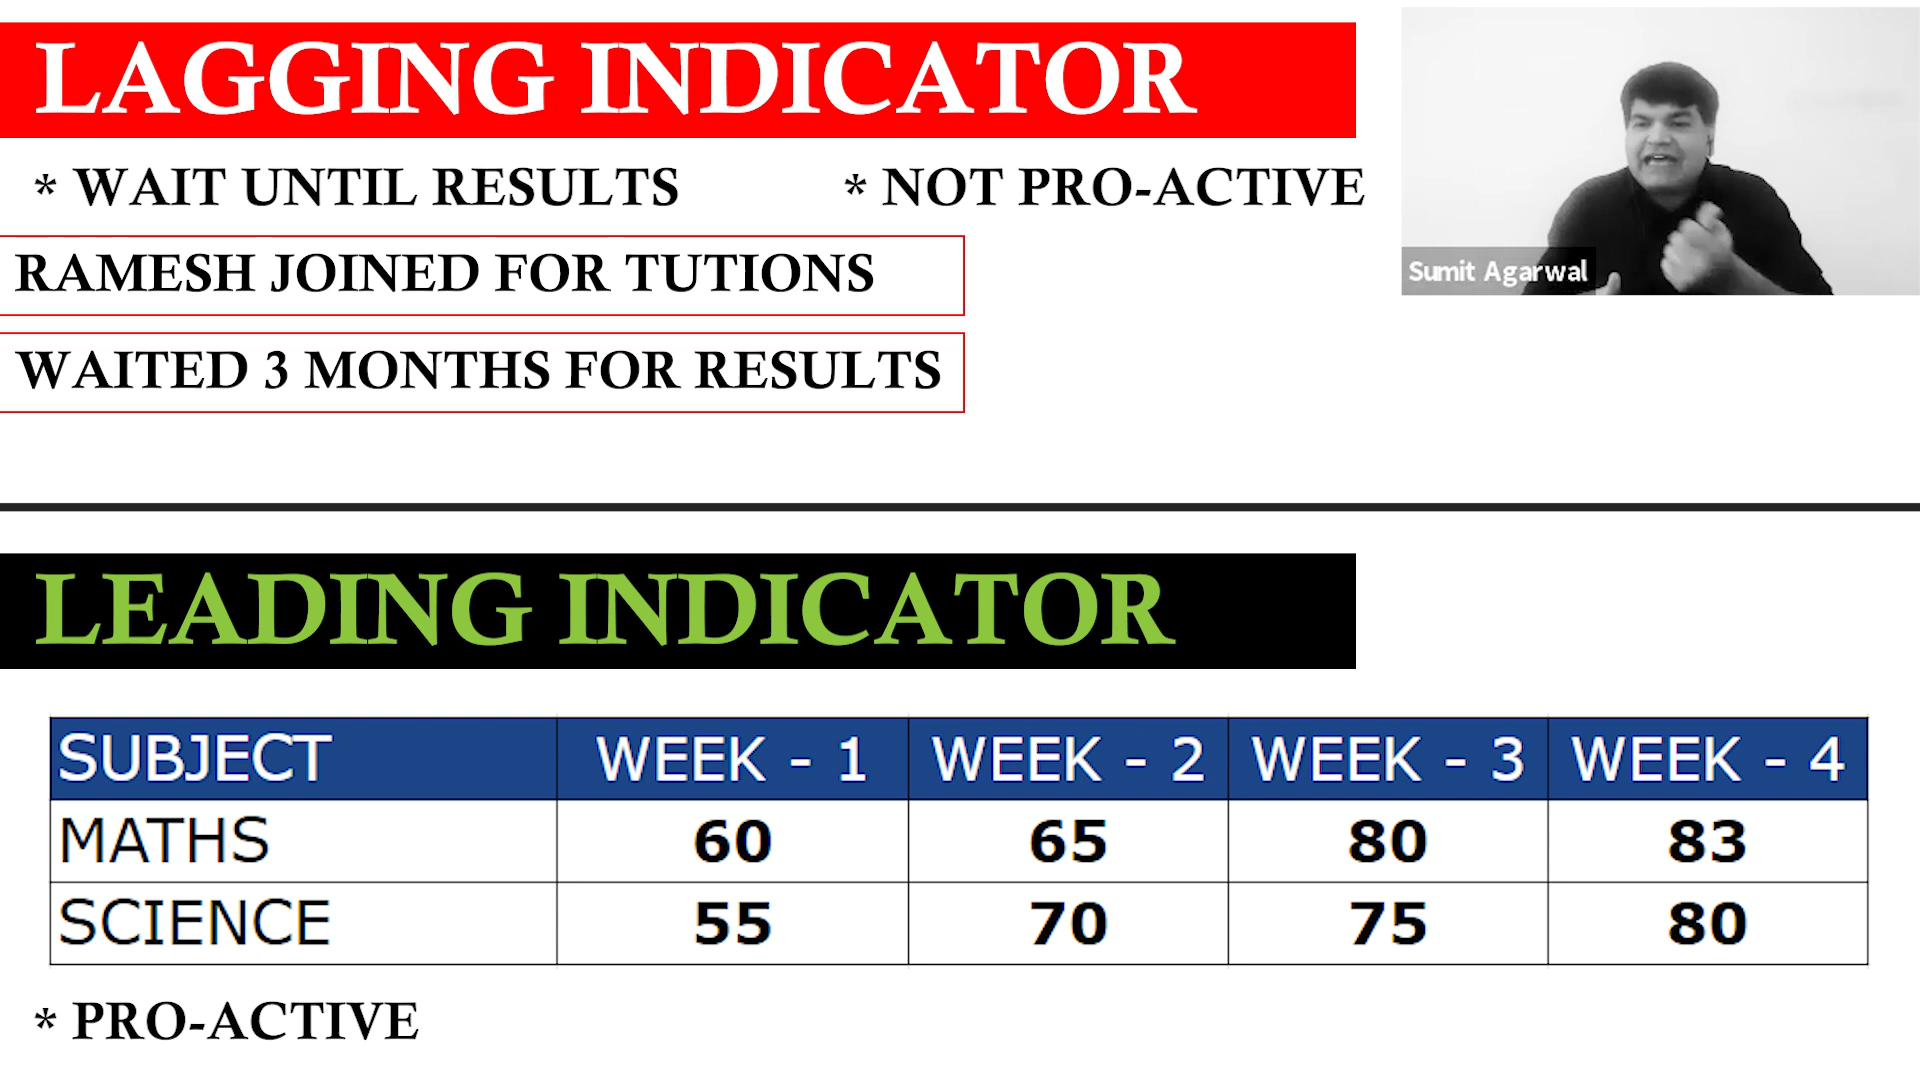 LAGGING INDICATOR
* WAIT UNTIL RESULTS * NOT PRO-ACTIVE
RAMESH JOINED FOR TUTIONS
WAITED 3 MONTHS FOR RESULTS
Sumit Agarwal
LEADING INDICATOR
SUBJECT WEEK - 1 WEEK - 2 WEEK - 3 WEEK - 4
MATHS 60 65 80 83
SCIENCE 55 70 75 80
* PRO-ACTIVE